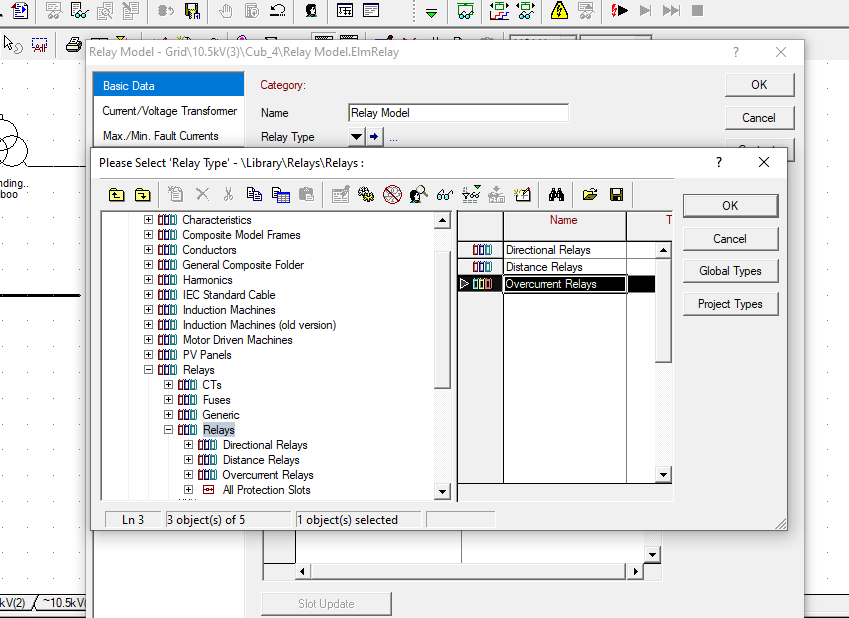 Relay Model - Grid\10.5kV(3)\Cub_4\Relay Model.ElmRelay ?
Basic Data
Category:
OK
Current/Voltage Transformer
Name
Relay Model
Cancel
Max./Min. Fault Currents
Relay Type
...
nding..
boo
Please Select 'Relay Type' - \Library\Relays\Relays : ?
OK
Cancel
Global Types
Project Types
Characteristics
Composite Model Frames
Conductors
General Composite Folder
Harmonics
IEC Standard Cable
Induction Machines
Induction Machines (old version)
Motor Driven Machines
PV Panels
Relays
CTs
Fuses
Generic
Relays
Directional Relays
Distance Relays
Overcurrent Relays
All Protection Slots
Name T
Directional Relays
Distance Relays
Overcurrent Relays
Ln 3
3 object(s) of 5
1 object(s) selected
kV(2)
~10.5kV(
Slot Update